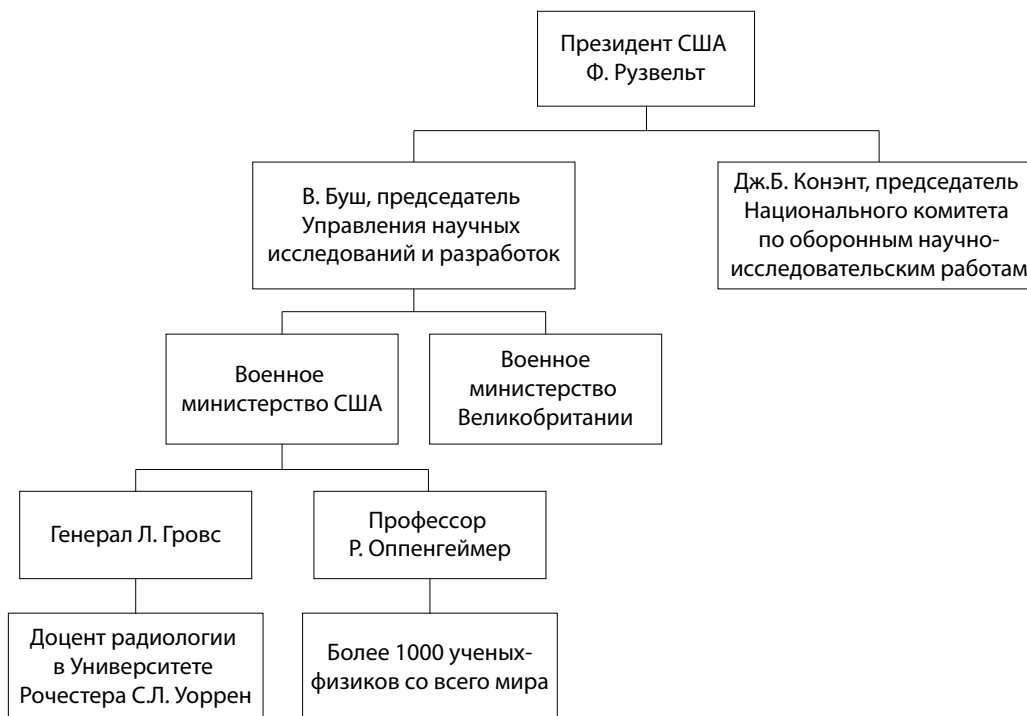 Президент США
Ф. Рузвельт
В. Буш, председатель
Управления научных
исследований и разработок
Дж.Б. Конэнт, председатель
Национального комитета
по оборонным научно-
исследовательским работам
Военное
министерство США
Военное
министерство
Великобритании
Генерал Л. Гровс
Профессор
Р. Оппенгеймер
Доцент радиологии
в Университете
Рочестера С.Л. Уоррен
Более 1000 ученых-
физиков со всего мира